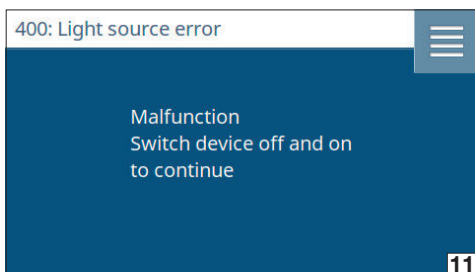 400: Light source error
Malfunction
Switch device off and on
to continue
11